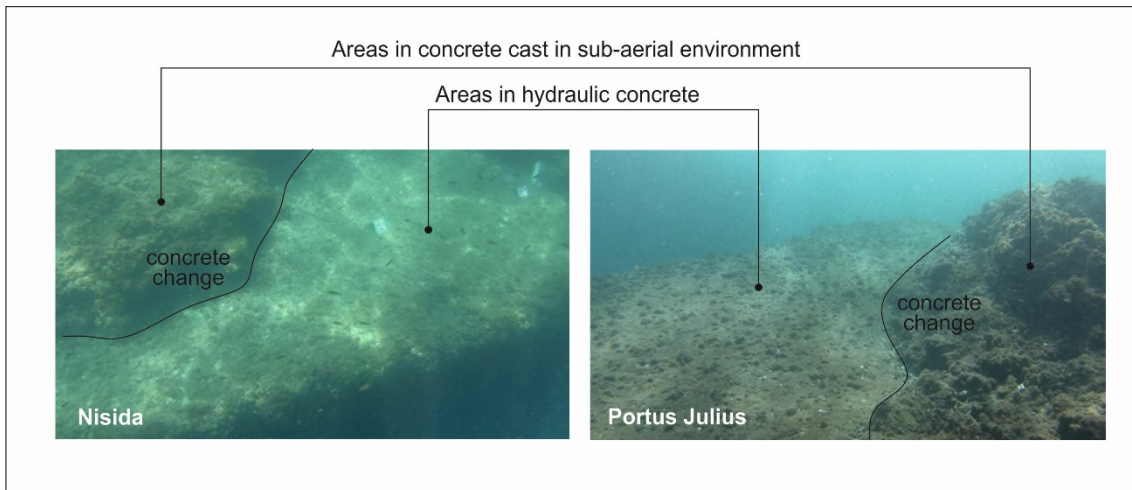 Areas in concrete cast in sub-aerial environment
Areas in hydraulic concrete
concrete
change
Nisida
concrete
change
Portus Julius